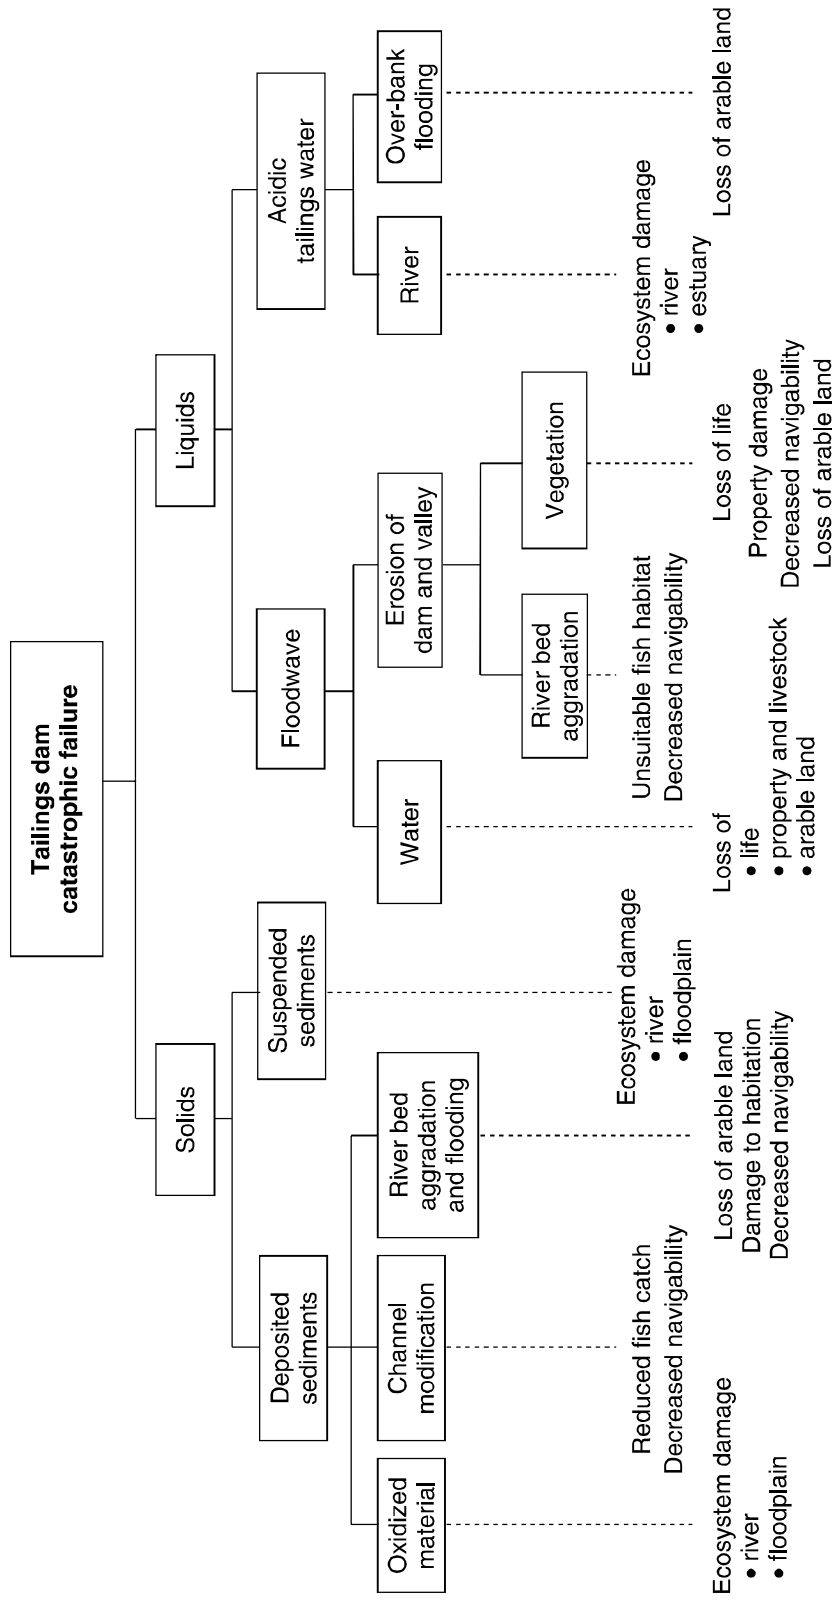 Tailings dam
catastrophic failure
Solids
Liquids
Deposited
sediments
Suspended
sediments
Floodwave
Acidic
tailings water
Oxidized
material
Channel
modification
River bed
aggradation
and flooding
Water
Erosion of
dam and valley
River
Over-bank
flooding
River bed
aggradation
Vegetation
Ecosystem damage
• river
• floodplain
Reduced fish catch
Decreased navigability
Loss of arable land
Damage to habitation
Decreased navigability
Ecosystem damage
• river
• floodplain
Loss of
• life
• property and livestock
• arable land
Unsuitable fish habitat
Decreased navigability
Loss of life
Property damage
Decreased navigability
Loss of arable land
Ecosystem damage
• river
• estuary
Loss of arable land